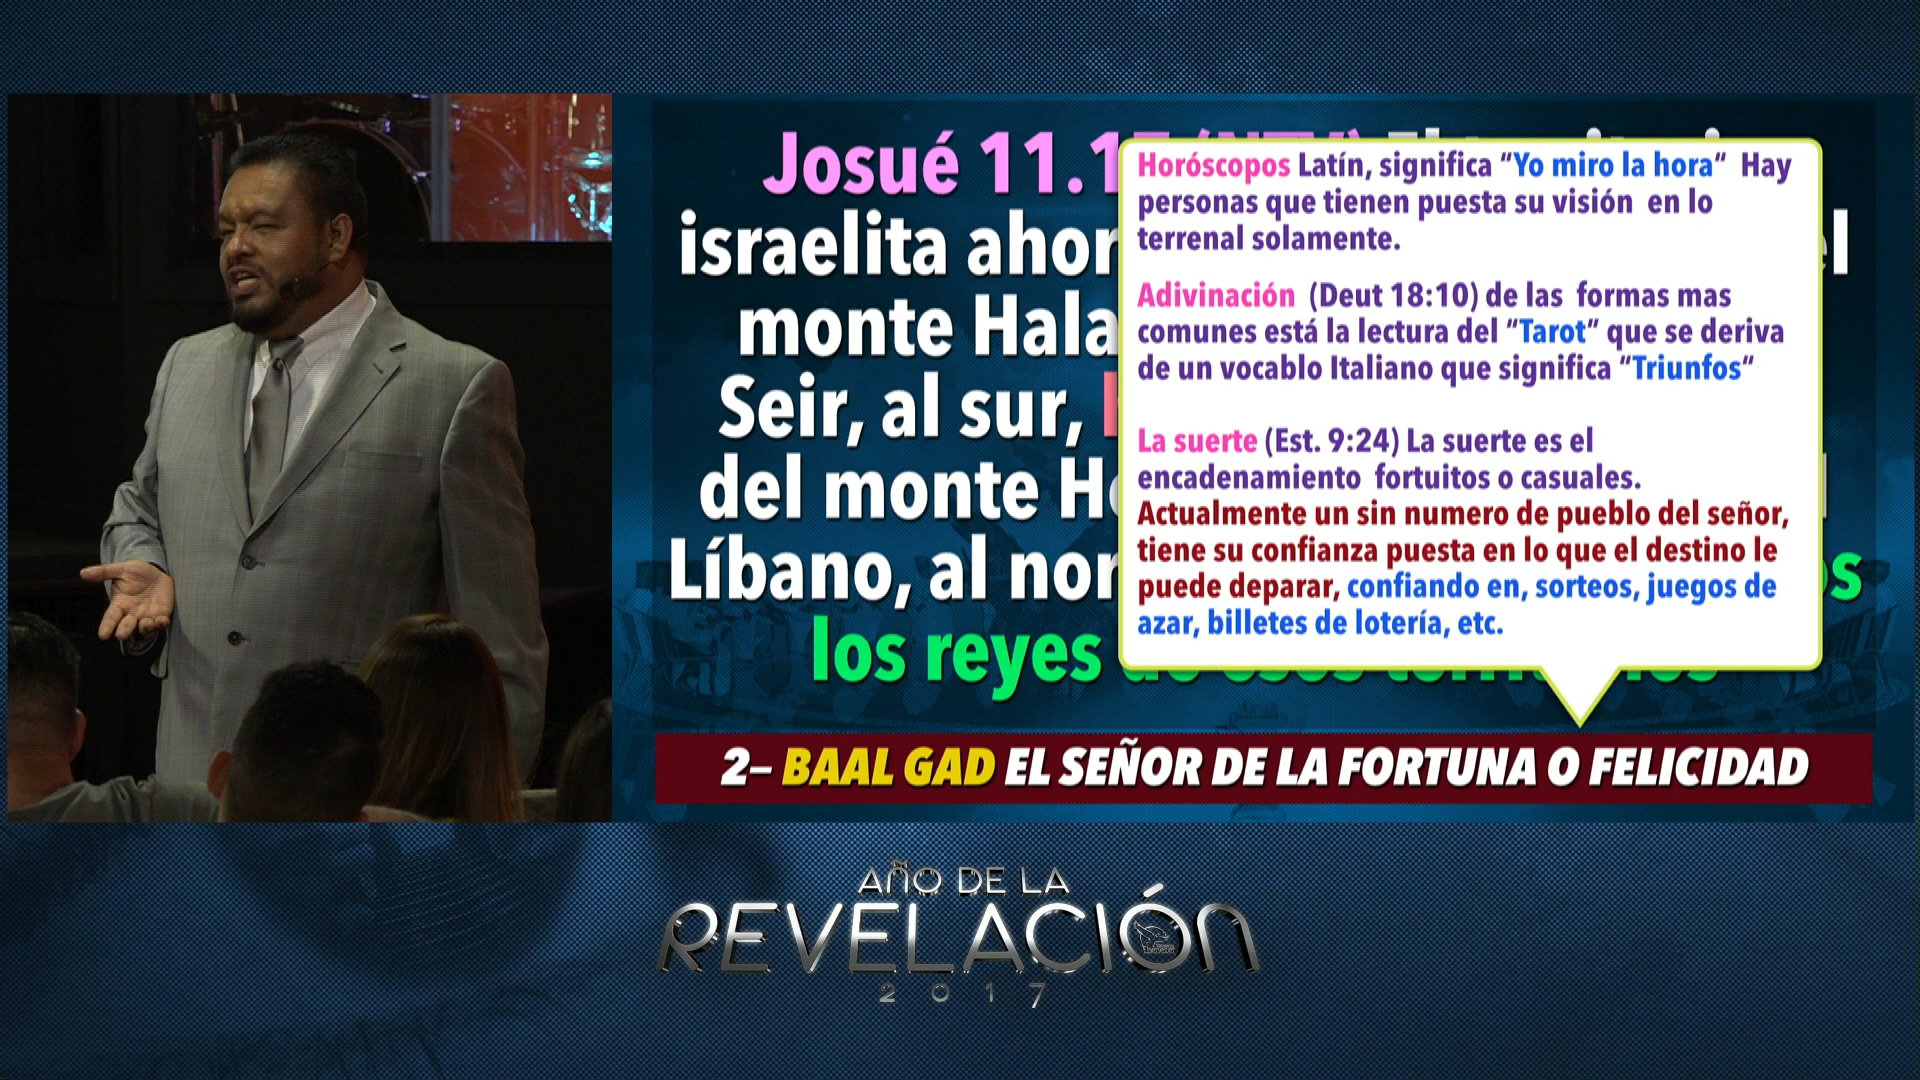 Josué 11.1
israelita ahor
monte Hala
Seir, al sur,
del monte H
Líbano, al nor
los reyes
Horóscopos Latín, significa “Yo miro la hora“ Hay
personas que tienen puesta su visión en lo
terrenal solamente.
Adivinación (Deut 18:10) de las formas mas
comunes está la lectura del “Tarot” que se deriva
de un vocablo Italiano que significa “Triunfos“
La suerte (Est. 9:24) La suerte es el
encadenamiento fortuitos o casuales.
Actualmente un sin numero de pueblo del señor,
tiene su confianza puesta en lo que el destino le
puede deparar, confiando en, sorteos, juegos de
azar, billetes de lotería, etc.
2– BAAL GAD EL SEÑOR DE LA FORTUNA O FELICIDAD
AÑO DE LA
REVELACIÓN
2017